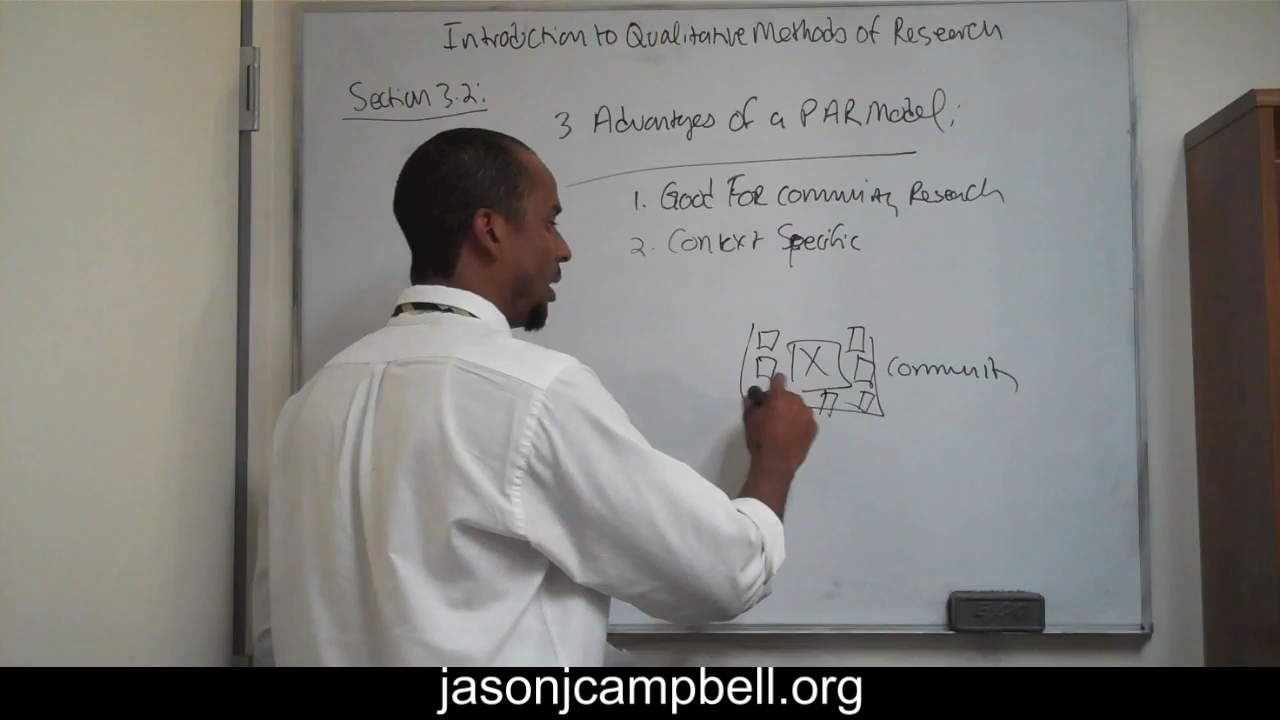 Introduction to Qualitative Methods of Research
Section 3.2:
3 Advantages of a PAR Model:
1. Good For Community Research
2. Context Specific
X
Community
jasonjcampbell.org